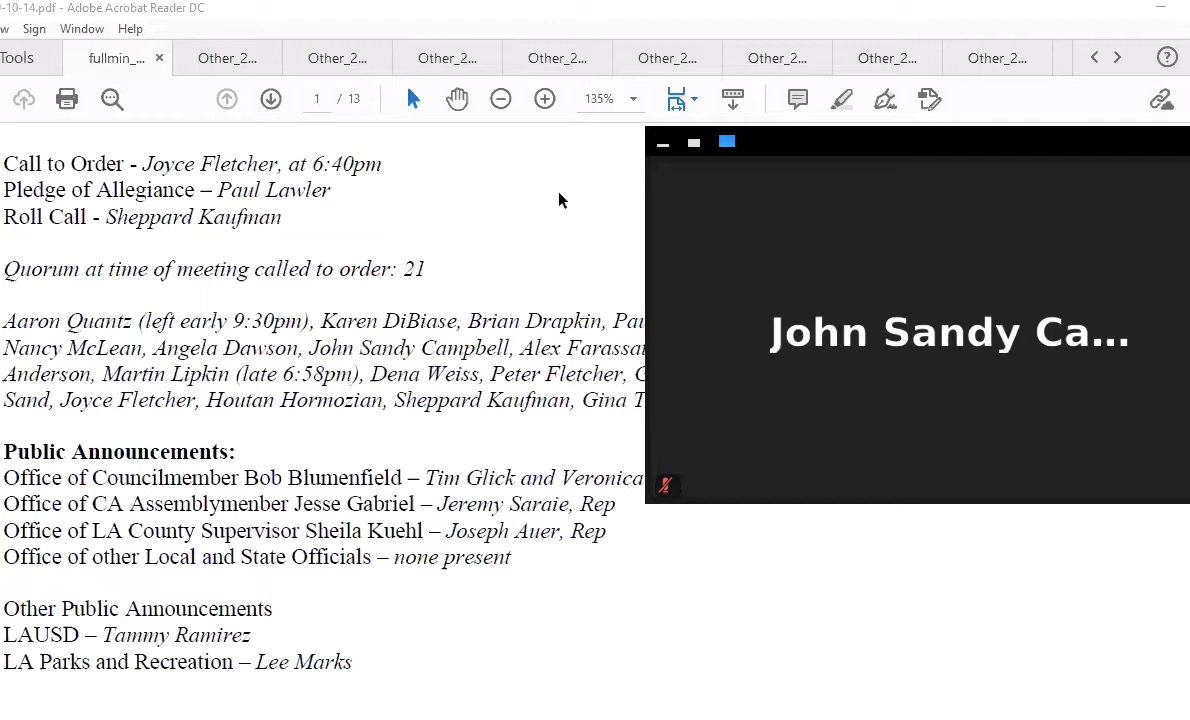 -10-14.pdf - Adobe Acrobat Reader DC
w Sign Window Help
Tools fullmin_... × Other_2... Other_2... Other_2... Other_2... Other_2... Other_2... Other_2... Other_2...
1 / 13 135%
Call to Order - Joyce Fletcher, at 6:40pm
Pledge of Allegiance – Paul Lawler
Roll Call - Sheppard Kaufman
Quorum at time of meeting called to order: 21
Aaron Quantz (left early 9:30pm), Karen DiBiase, Brian Drapkin, Pau
Nancy McLean, Angela Dawson, John Sandy Campbell, Alex Farassat
Anderson, Martin Lipkin (late 6:58pm), Dena Weiss, Peter Fletcher, G
Sand, Joyce Fletcher, Houtan Hormozian, Sheppard Kaufman, Gina T
John Sandy Ca...
Public Announcements:
Office of Councilmember Bob Blumenfield – Tim Glick and Veronica
Office of CA Assemblymenber Jesse Gabriel – Jeremy Saraie, Rep
Office of LA County Supervisor Sheila Kuehl – Joseph Auer, Rep
Office of other Local and State Officials – none present
Other Public Announcements
LAUSD – Tammy Ramirez
LA Parks and Recreation – Lee Marks